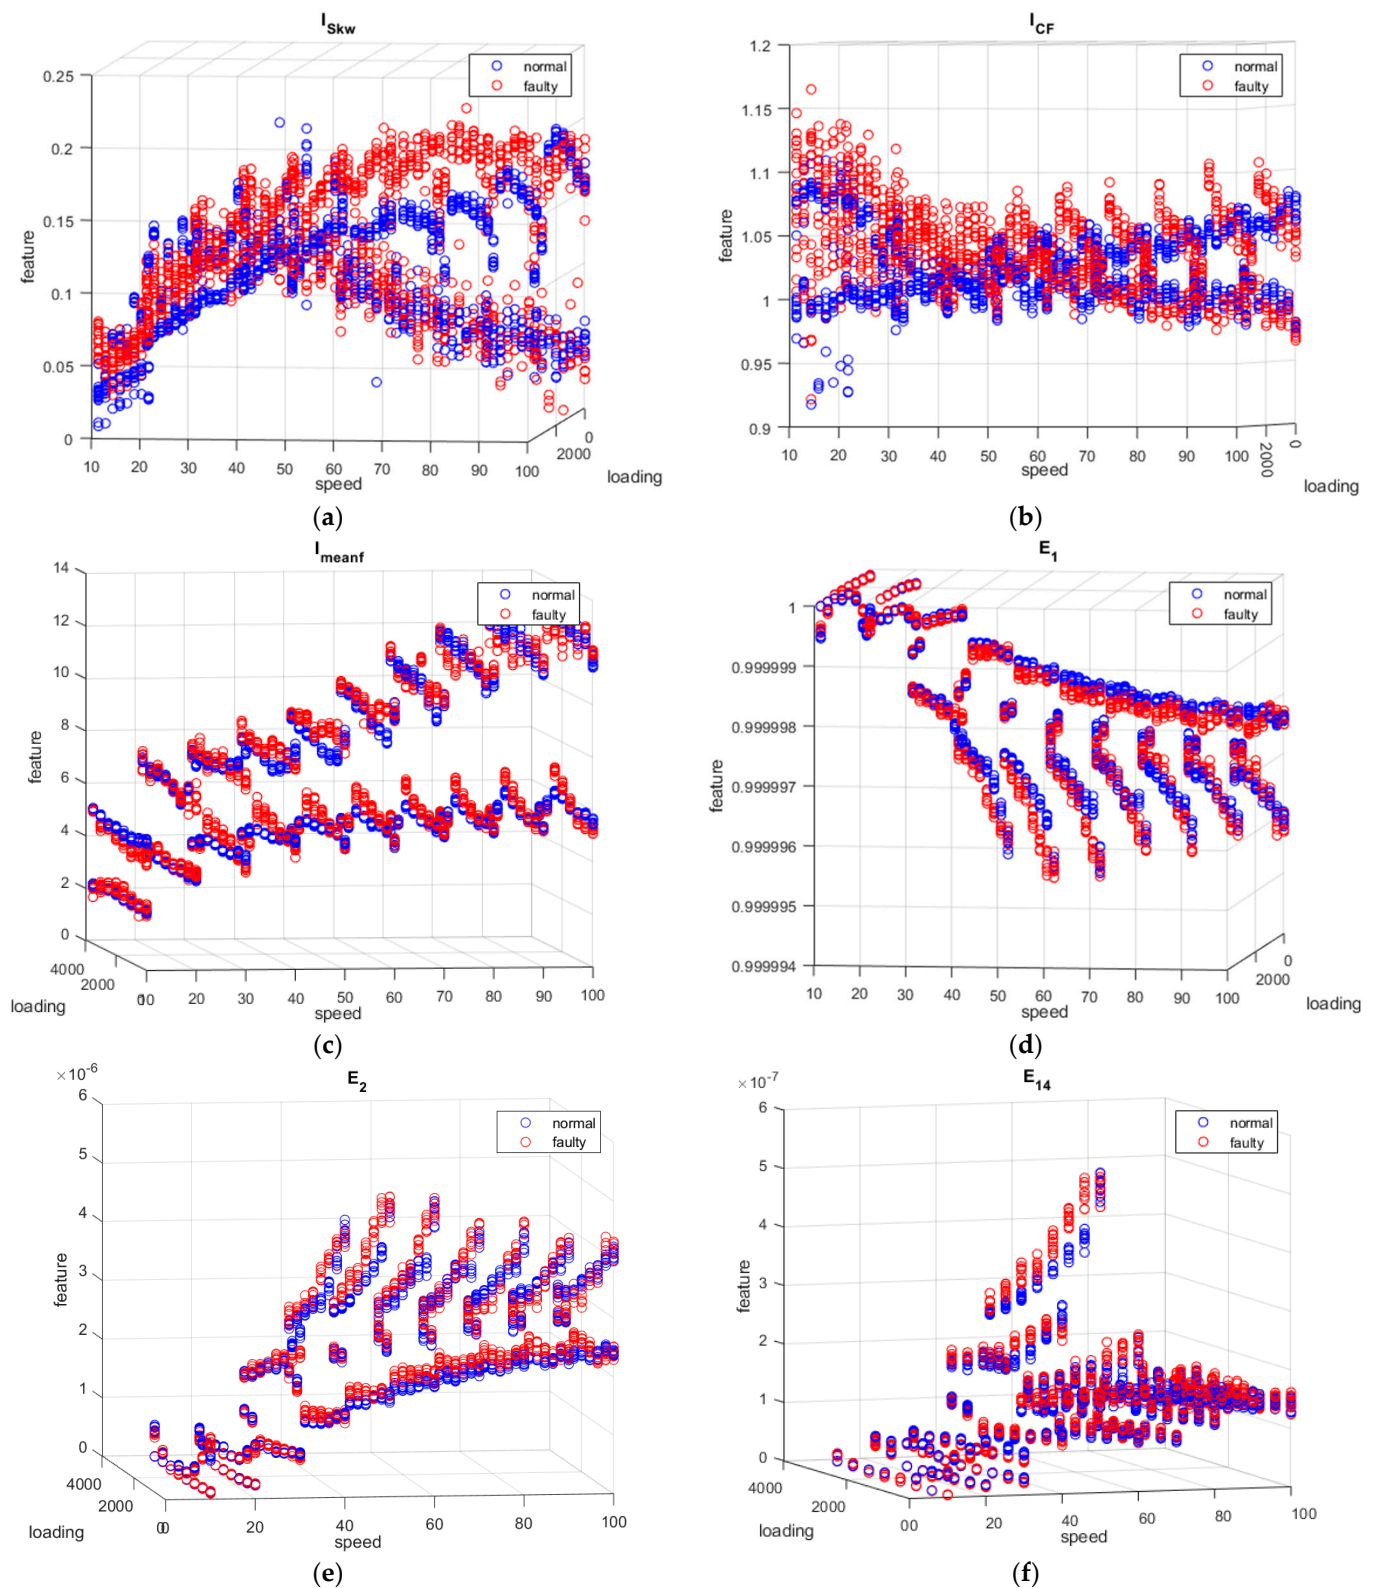 I_Skw
normal
faulty
0.25
0.2
0.15
0.1
0.05
0
feature
10 20 30 40 50 60 70 80 90 100
2000
0
speed
loading
(a)
I_CF
normal
faulty
1.2
1.15
1.1
1.05
1
0.95
0.9
feature
10 20 30 40 50 60 70 80 90 100
2000
0
speed
loading
(b)
I_meanf
normal
faulty
14
12
10
8
6
4
2
0
feature
4000
2000
0
loading
10 20 30 40 50 60 70 80 90 100
speed
(c)
E_1
normal
faulty
1
0.999999
0.999998
0.999997
0.999996
0.999995
0.999994
feature
10 20 30 40 50 60 70 80 90 100
2000
0
speed
loading
(d)
×10^-6
E_2
normal
faulty
6
5
4
3
2
1
0
feature
4000
2000
0
loading
0 20 40 60 80 100
speed
(e)
×10^-7
E_14
normal
faulty
6
5
4
3
2
1
0
feature
4000
2000
0
loading
0 20 40 60 80 100
speed
(f)